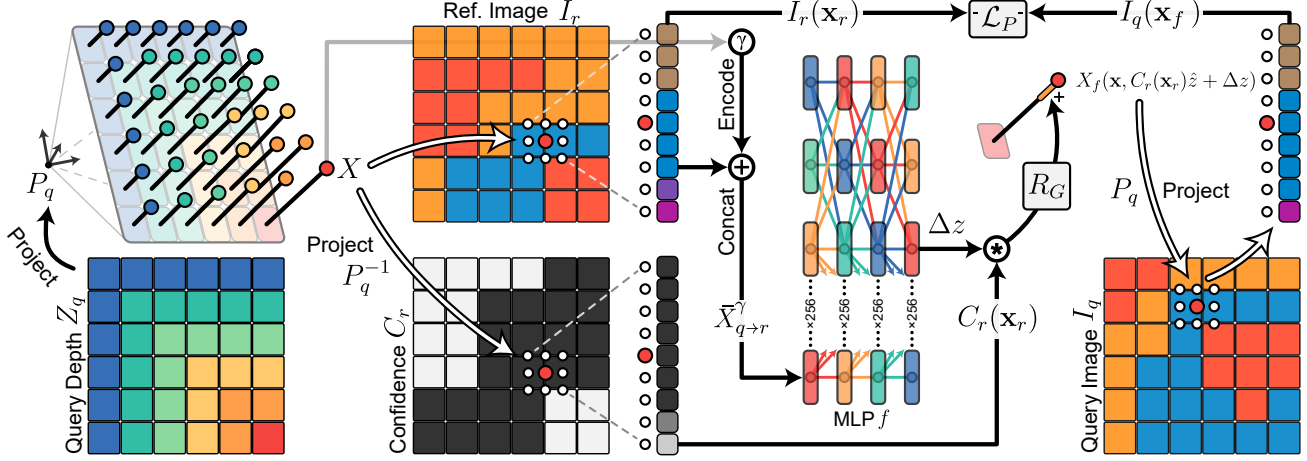 Ref. Image I_r
I_r(x_r)
L_P
I_q(x_f)
γ
Encode
+
Concat
X_f(x, C_r(x_r)ẑ + Δz)
+
P_q
Project
X
Project
P_q^{-1}
Δz
*
R_G
P_q
Project
Query Depth Z_q
Confidence C_r
X̄^γ_{q→r}
×256
×256
×256
×256
C_r(x_r)
MLP f
Query Image I_q